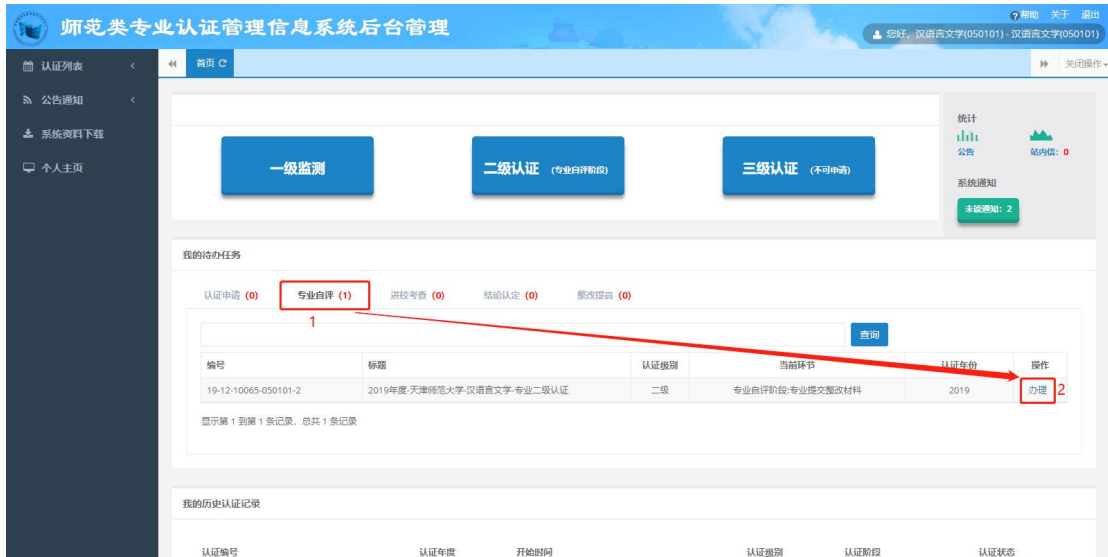 师范类专业认证管理信息系统后台管理
帮助 关于 退出
您好，汉语言文学(050101) - 汉语言文学(050101)
认证列表
首页
关闭操作
公告通知
系统资料下载
个人主页
一级监测
二级认证 (专业自评阶段)
三级认证 (不可申请)
统计
公告
站内信：0
系统通知
未读通知：2
我的待办任务
认证申请 (0) 专业自评 (1) 进校考查 (0) 结论认定 (0) 整改提高 (0)
1
查询
编号 标题 认证级别 当前环节 认证年份 操作
19-12-10065-050101-2 2019年度-天津师范大学-汉语言文学-专业二级认证 二级 专业自评阶段:专业提交整改材料 2019 办理 2
显示第 1 到第 1 条记录，总共 1 条记录
我的历史认证记录
认证编号 认证年度 开始时间 认证级别 认证阶段 认证状态